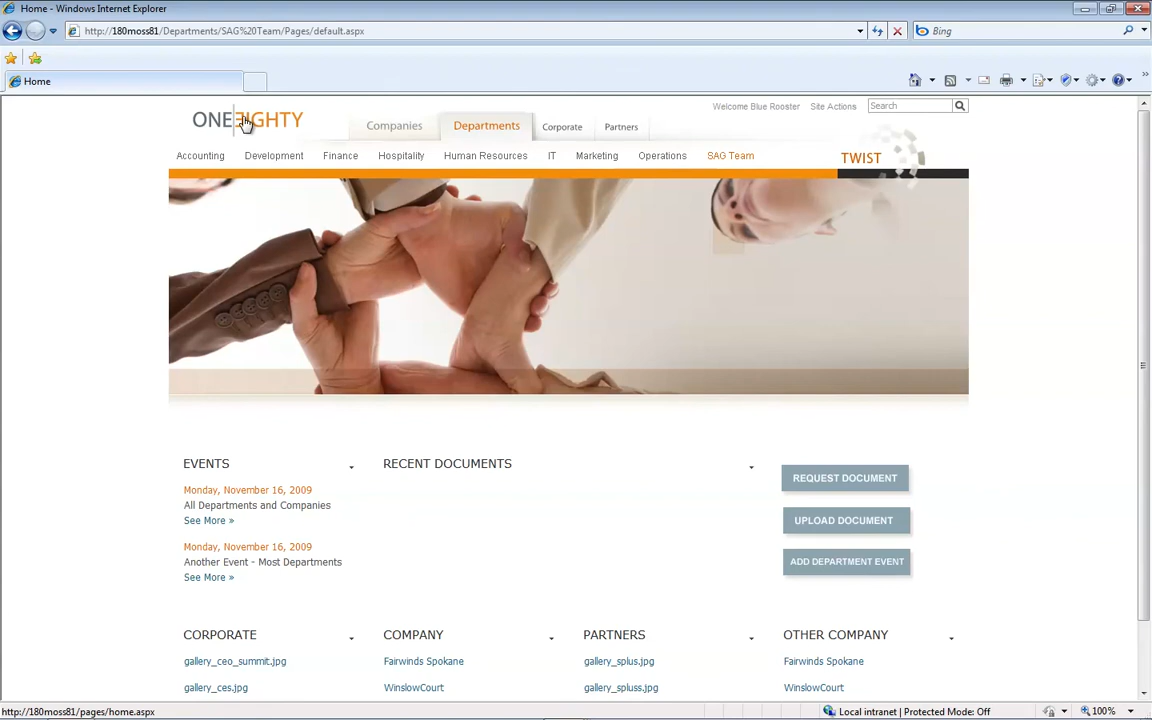 Home - Windows Internet Explorer
http://180moss81/Departments/SAG%20Team/Pages/default.aspx
Bing
Home
Welcome Blue Rooster Site Actions Search
ONEEIGHTY
Companies Departments Corporate Partners
Accounting Development Finance Hospitality Human Resources IT Marketing Operations SAG Team
TWIST
EVENTS
Monday, November 16, 2009
All Departments and Companies
See More »
Monday, November 16, 2009
Another Event - Most Departments
See More »
RECENT DOCUMENTS
REQUEST DOCUMENT
UPLOAD DOCUMENT
ADD DEPARTMENT EVENT
CORPORATE
gallery_ceo_summit.jpg
gallery_ces.jpg
COMPANY
Fairwinds Spokane
WinslowCourt
PARTNERS
gallery_splus.jpg
gallery_spluss.jpg
OTHER COMPANY
Fairwinds Spokane
WinslowCourt
http://180moss81/pages/home.aspx
Local intranet | Protected Mode: Off
100%